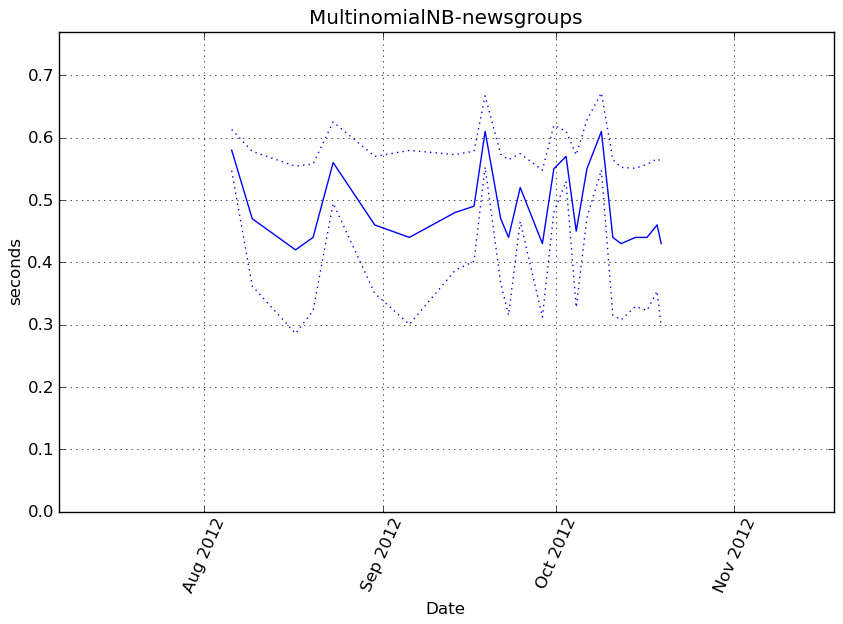 MultinomialNB-newsgroups
seconds
0.7
0.6
0.5
0.4
0.3
0.2
0.1
0.0
Aug 2012
Sep 2012
Oct 2012
Nov 2012
Date